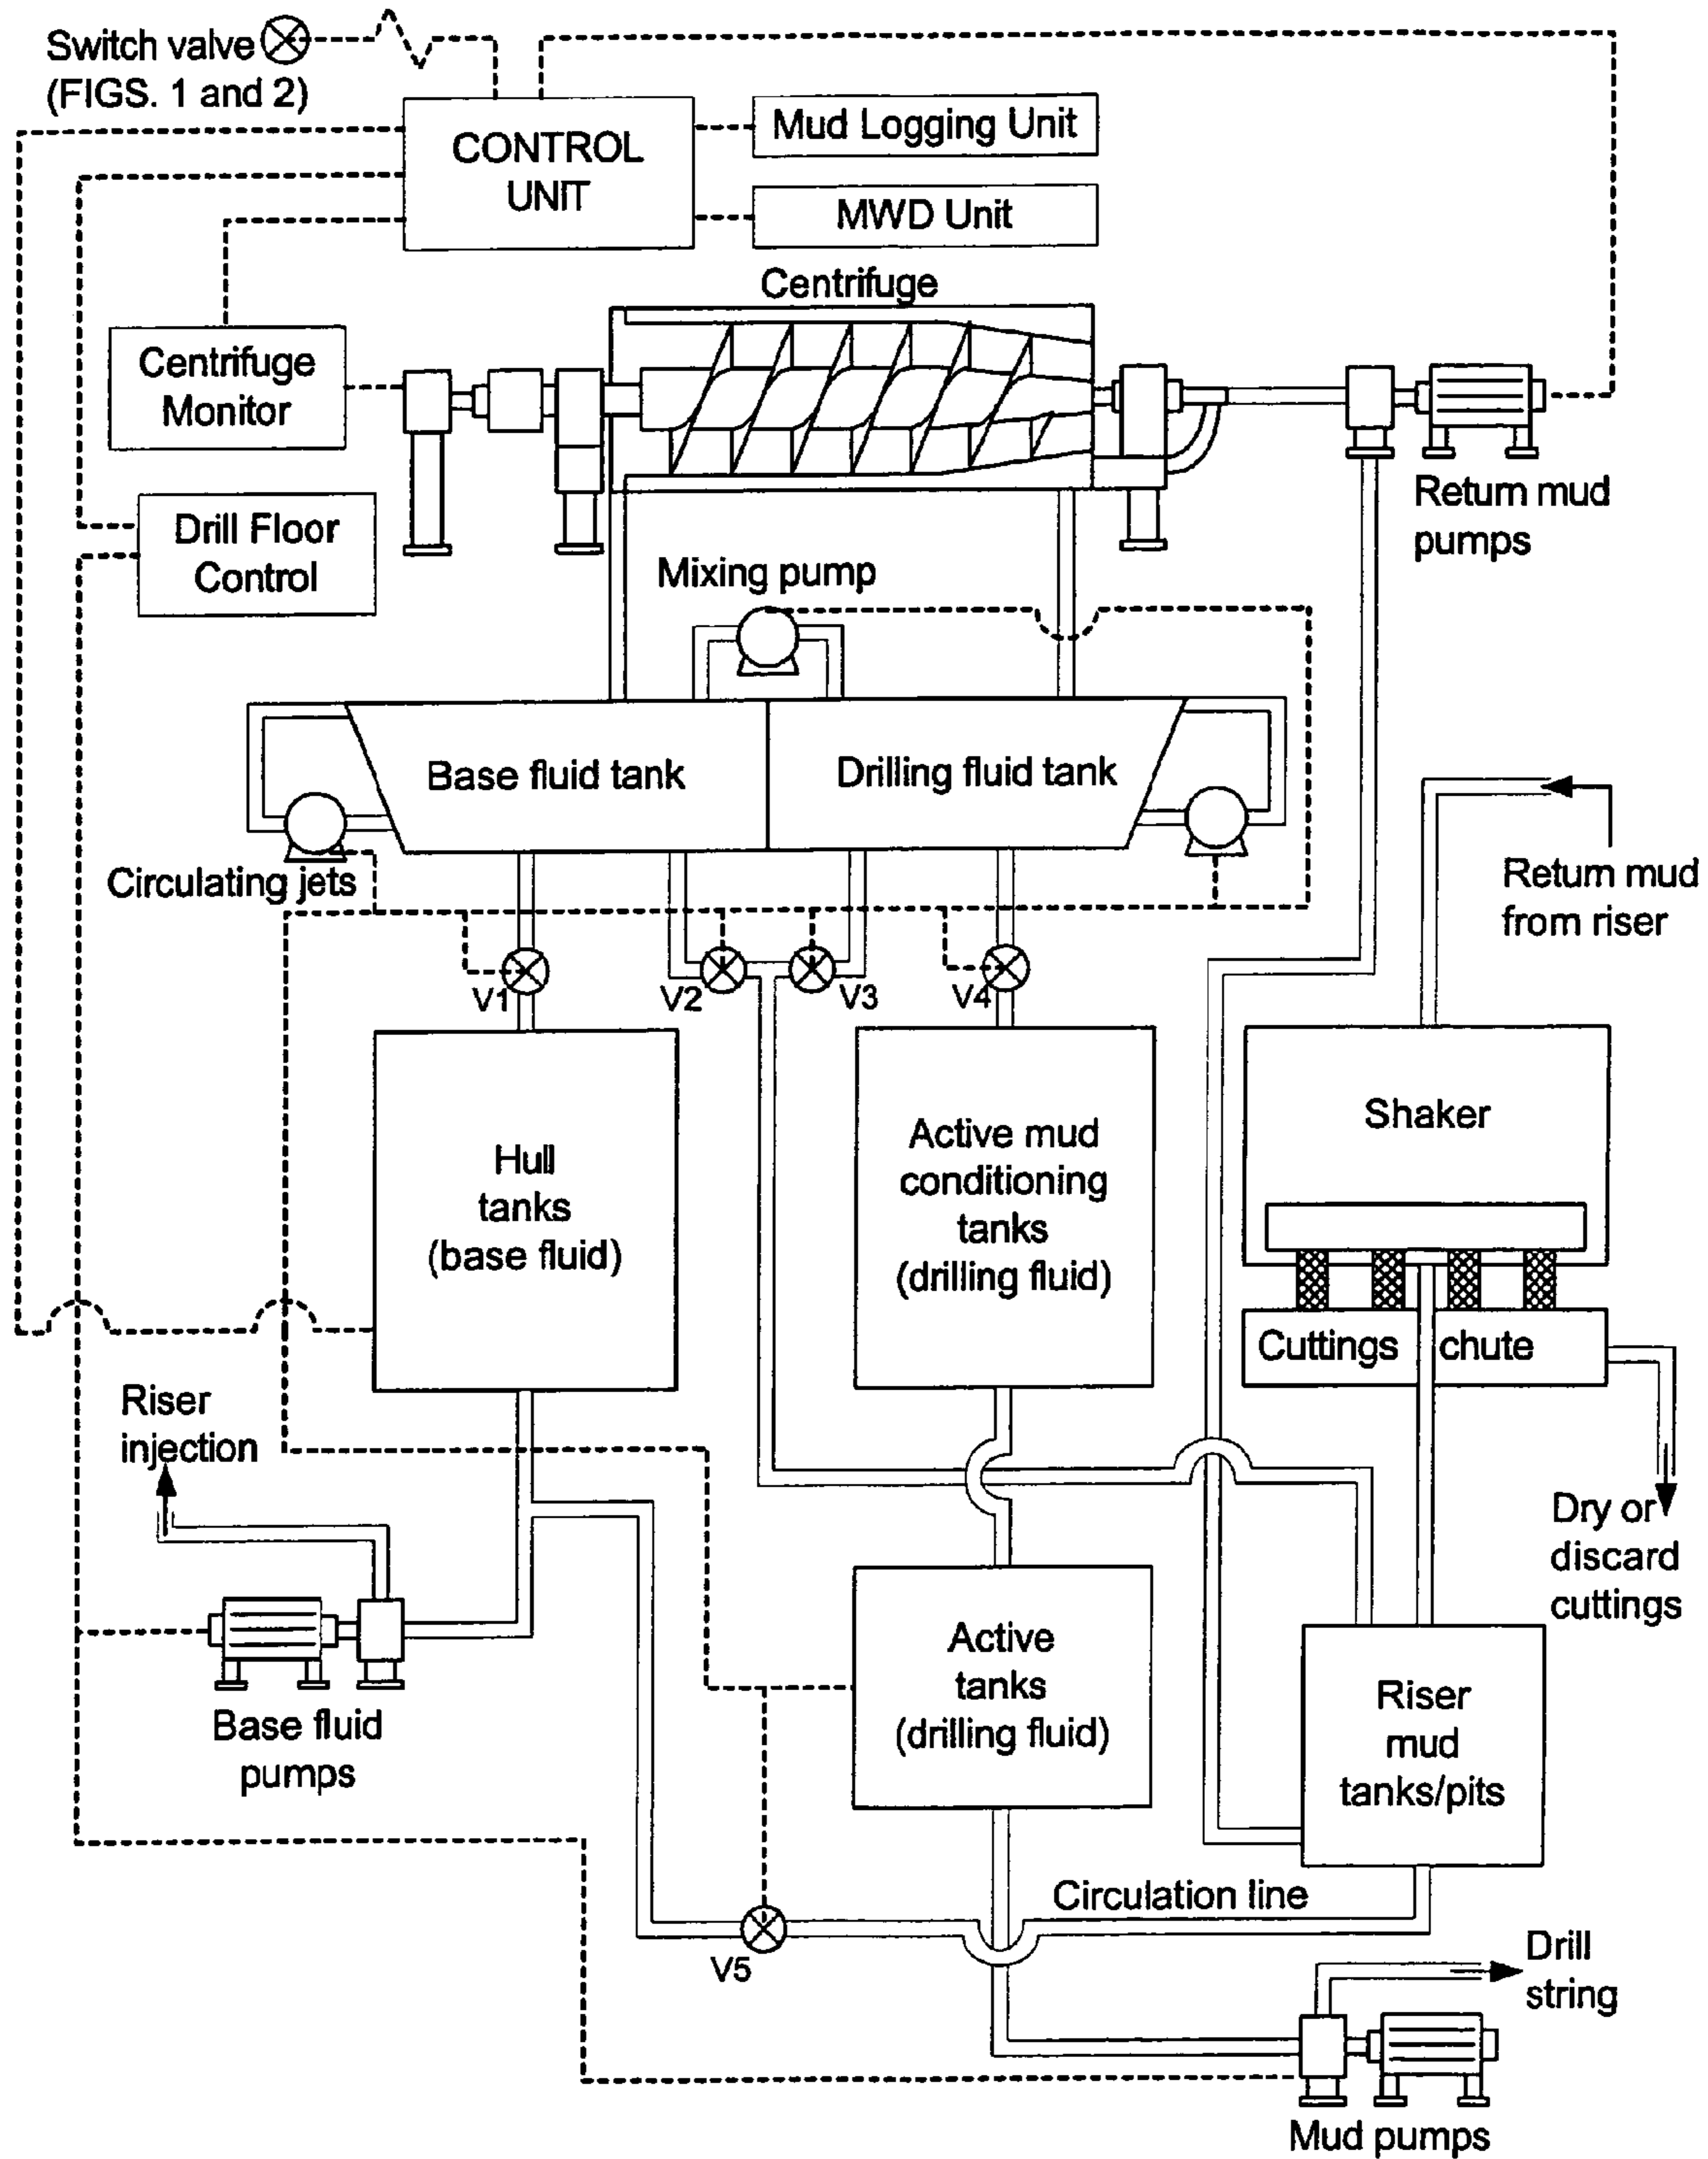 Switch valve
(FIGS. 1 and 2)
CONTROL
UNIT
Mud Logging Unit
MWD Unit
Centrifuge
Centrifuge
Monitor
Return mud
pumps
Drill Floor
Control
Mixing pump
Base fluid tank
Drilling fluid tank
Circulating jets
Return mud
from riser
V1
V2
V3
V4
Hull
tanks
(base fluid)
Active mud
conditioning
tanks
(drilling fluid)
Shaker
Cuttings chute
Riser
injection
Dry or
discard
cuttings
Base fluid
pumps
Active
tanks
(drilling fluid)
Riser
mud
tanks/pits
Circulation line
V5
Drill
string
Mud pumps